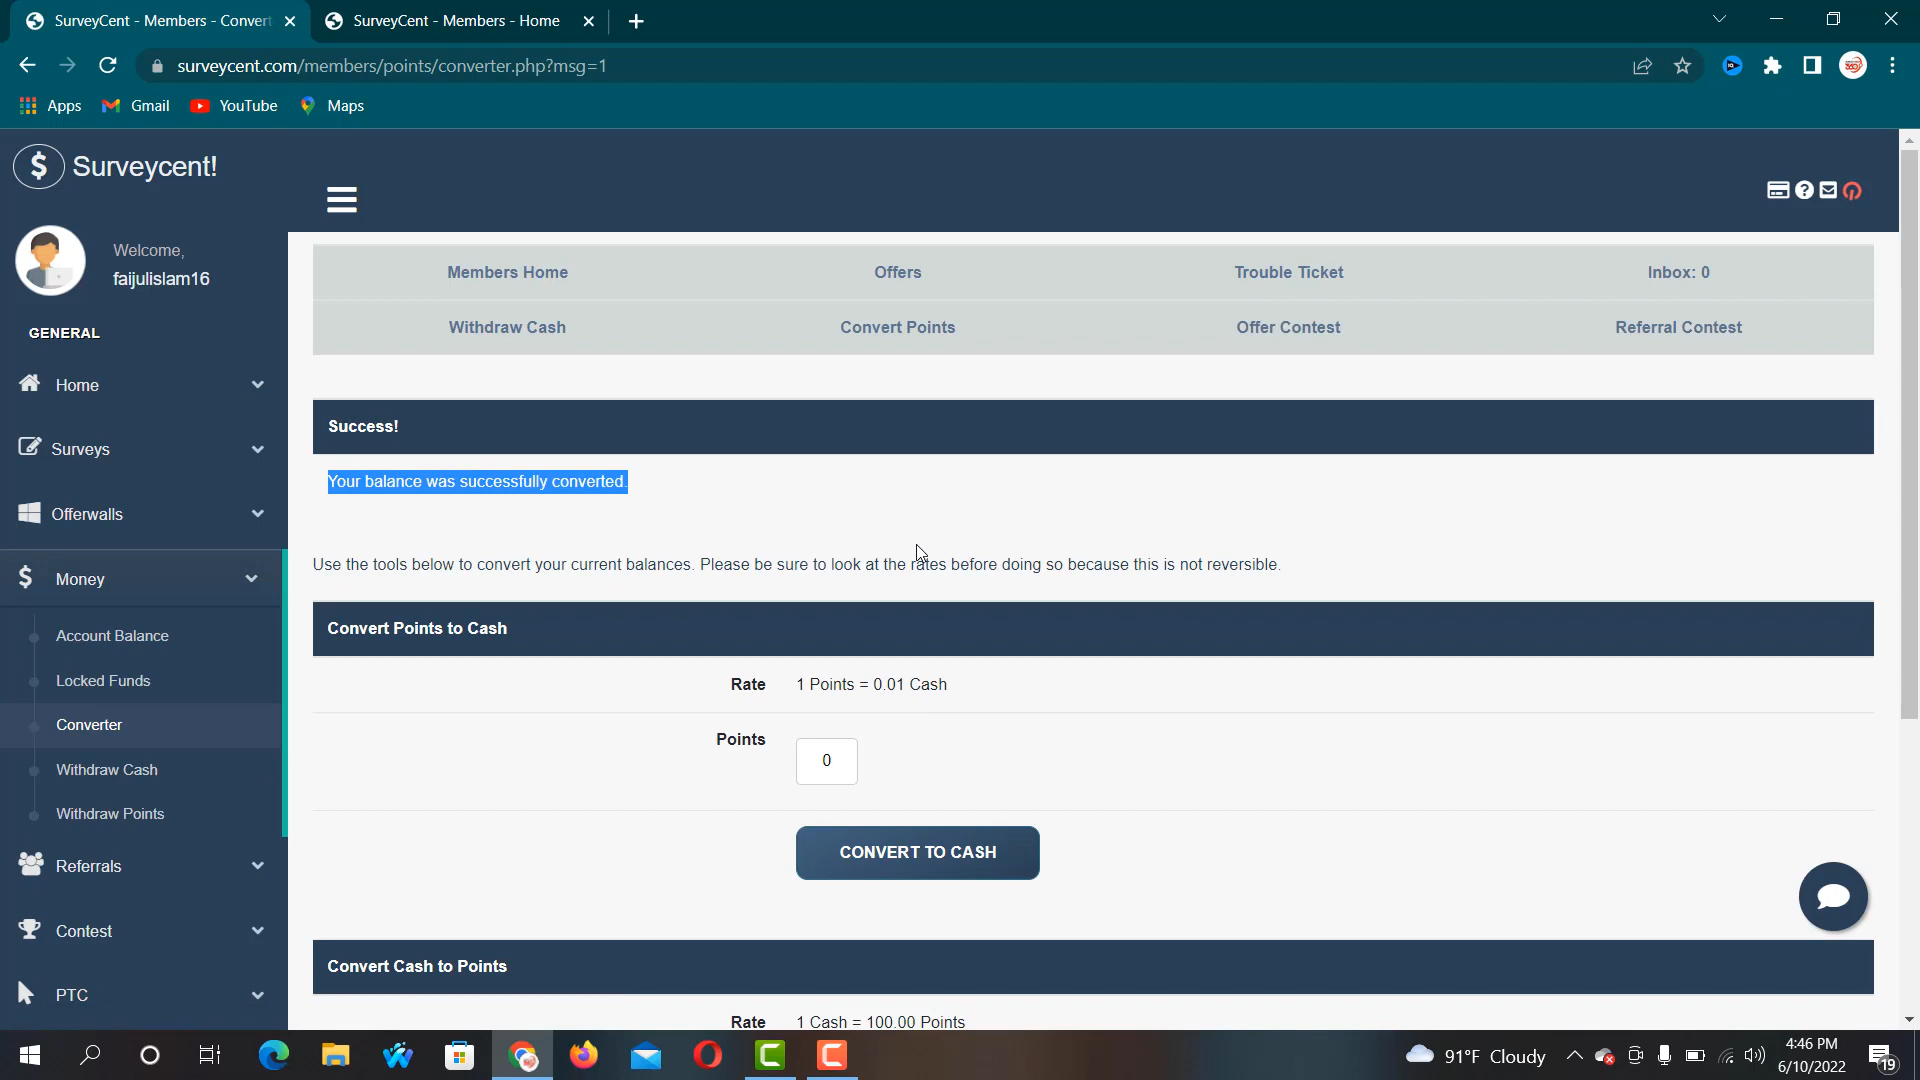 SurveyCent - Members - Convert
SurveyCent - Members - Home
surveycent.com/members/points/converter.php?msg=1
Apps
Gmail
YouTube
Maps
$ Surveycent!
Welcome,
faijulislam16
GENERAL
Home
Surveys
Offerwalls
$ Money
Account Balance
Locked Funds
Converter
Withdraw Cash
Withdraw Points
Referrals
Contest
PTC
Members Home
Offers
Trouble Ticket
Inbox: 0
Withdraw Cash
Convert Points
Offer Contest
Referral Contest
Success!
Your balance was successfully converted.
Use the tools below to convert your current balances. Please be sure to look at the rates before doing so because this is not reversible.
Convert Points to Cash
Rate 1 Points = 0.01 Cash
Points 0
CONVERT TO CASH
Convert Cash to Points
Rate 1 Cash = 100.00 Points
91°F Cloudy
4:46 PM
6/10/2022
19